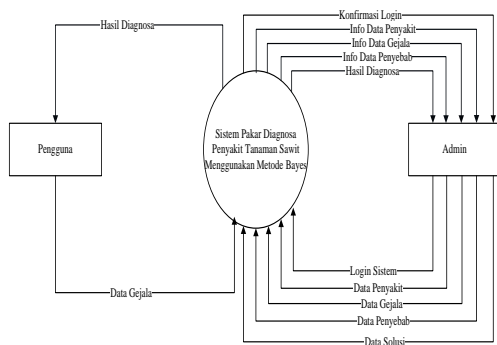 Hasil Diagnosa
Konfirmasi Login
Info Data Penyakit
Info Data Gejala
Info Data Penyebab
Hasil Diagnosa
Pengguna
Sistem Pakar Diagnosa
Penyakit Tanaman Sawit
Menggunakan Metode Bayes
Admin
Data Gejala
Login Sistem
Data Penyakit
Data Gejala
Data Penyebab
Data Solusi